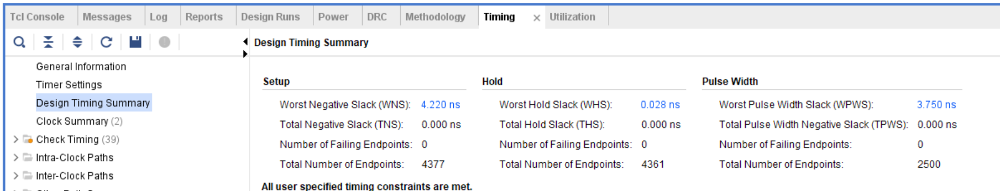 Tcl Console Messages Log Reports Design Runs Power DRC Methodology Timing × Utilization
Design Timing Summary
General Information
Timer Settings
Design Timing Summary
Clock Summary (2)
Check Timing (39)
Intra-Clock Paths
Inter-Clock Paths
Setup
Worst Negative Slack (WNS): 4.220 ns
Total Negative Slack (TNS): 0.000 ns
Number of Failing Endpoints: 0
Total Number of Endpoints: 4377
Hold
Worst Hold Slack (WHS): 0.028 ns
Total Hold Slack (THS): 0.000 ns
Number of Failing Endpoints: 0
Total Number of Endpoints: 4361
Pulse Width
Worst Pulse Width Slack (WPWS): 3.750 ns
Total Pulse Width Negative Slack (TPWS): 0.000 ns
Number of Failing Endpoints: 0
Total Number of Endpoints: 2500
All user specified timing constraints are met.